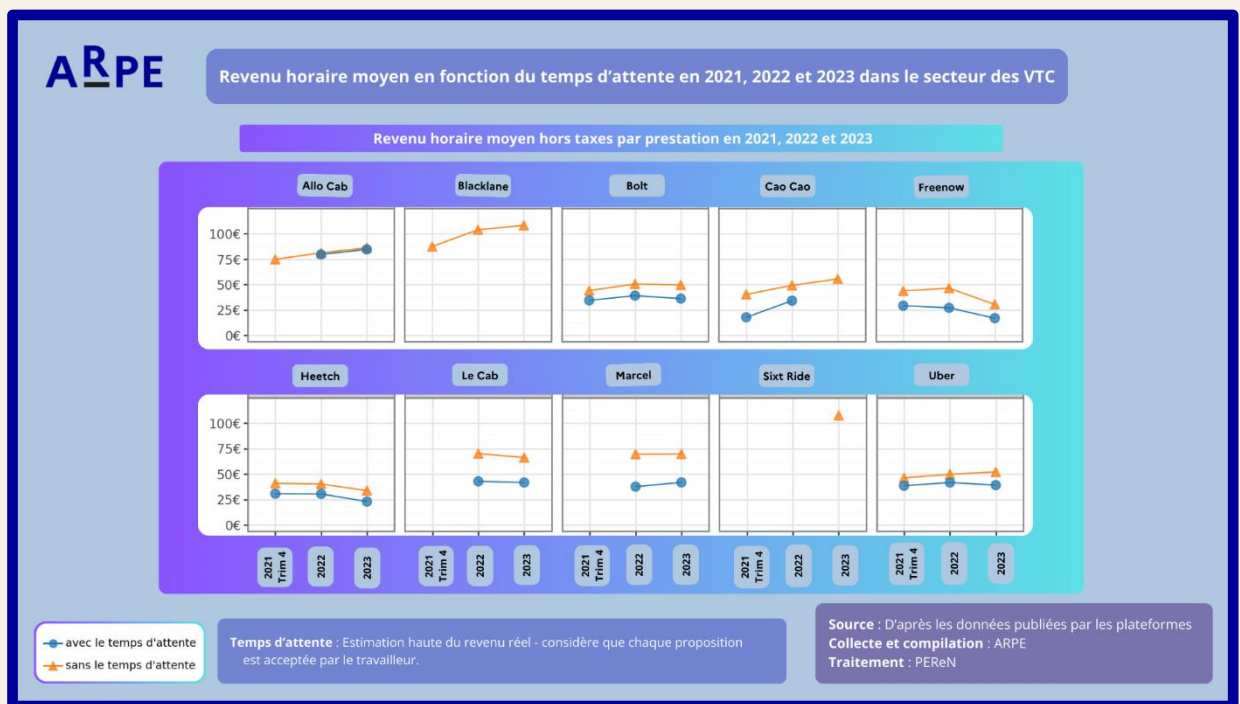 ARPE
Revenu horaire moyen en fonction du temps d'attente en 2021, 2022 et 2023 dans le secteur des VTC
Revenu horaire moyen hors taxes par prestation en 2021, 2022 et 2023
Allo Cab
Blacklane
Bolt
Cao Cao
Freenow
100€
75€
50€
25€
0€
Heetch
Le Cab
Marcel
Sixt Ride
Uber
100€
75€
50€
25€
0€
2021
Trim 4
2022
2023
2021
Trim 4
2022
2023
2021
Trim 4
2022
2023
2021
Trim 4
2022
2023
2021
Trim 4
2022
2023
avec le temps d'attente
sans le temps d'attente
Temps d'attente : Estimation haute du revenu réel - considère que chaque proposition
est acceptée par le travailleur.
Source : D'après les données publiées par les plateformes
Collecte et compilation : ARPE
Traitement : PEReN